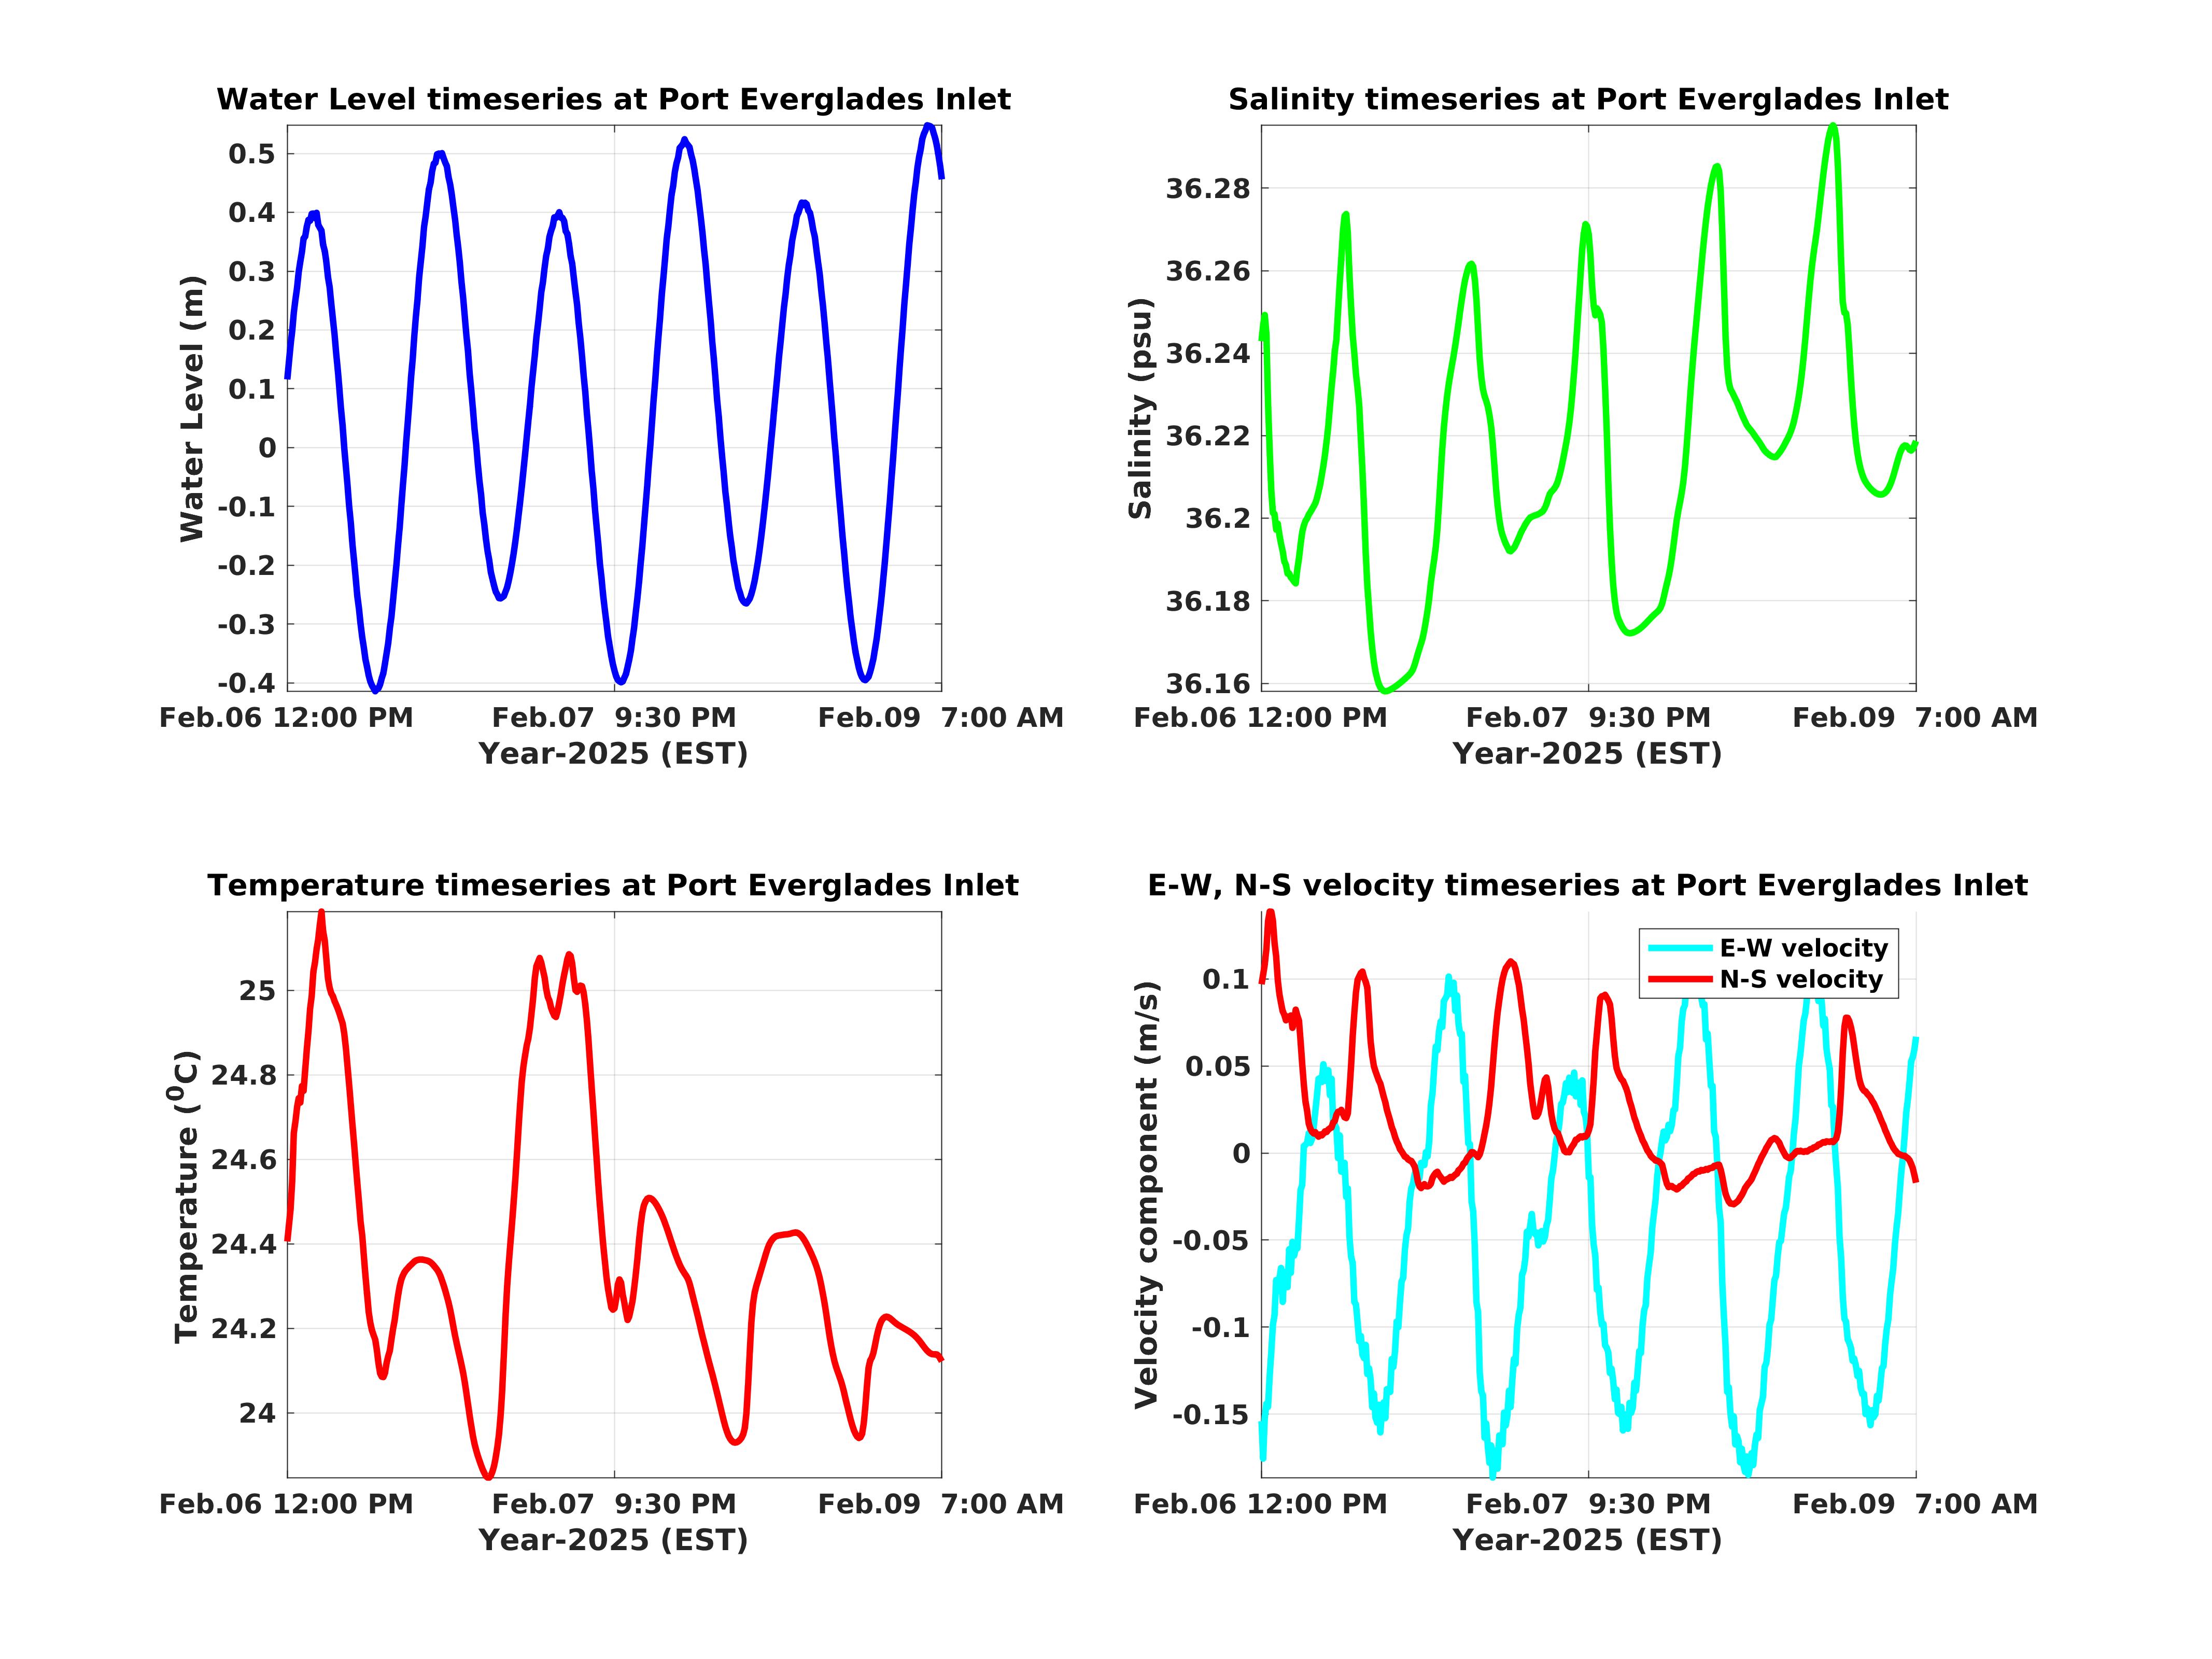 Water Level timeseries at Port Everglades Inlet
Water Level (m)
0.5
0.4
0.3
0.2
0.1
0
-0.1
-0.2
-0.3
-0.4
Feb.06 12:00 PM
Feb.07 9:30 PM
Feb.09 7:00 AM
Year-2025 (EST)
Salinity timeseries at Port Everglades Inlet
Salinity (psu)
36.28
36.26
36.24
36.22
36.2
36.18
36.16
Feb.06 12:00 PM
Feb.07 9:30 PM
Feb.09 7:00 AM
Year-2025 (EST)
Temperature timeseries at Port Everglades Inlet
Temperature (⁰C)
25
24.8
24.6
24.4
24.2
24
Feb.06 12:00 PM
Feb.07 9:30 PM
Feb.09 7:00 AM
Year-2025 (EST)
E-W, N-S velocity timeseries at Port Everglades Inlet
Velocity component (m/s)
E-W velocity
N-S velocity
0.1
0.05
0
-0.05
-0.1
-0.15
Feb.06 12:00 PM
Feb.07 9:30 PM
Feb.09 7:00 AM
Year-2025 (EST)